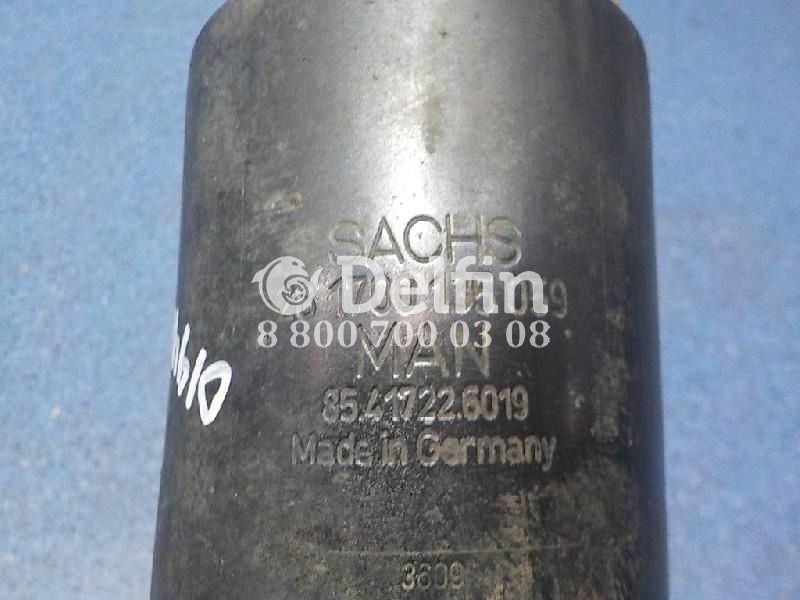 SACHS
Delfin
8 800 700 03 08
MAN
85.41722.6019
Made in Germany
3609